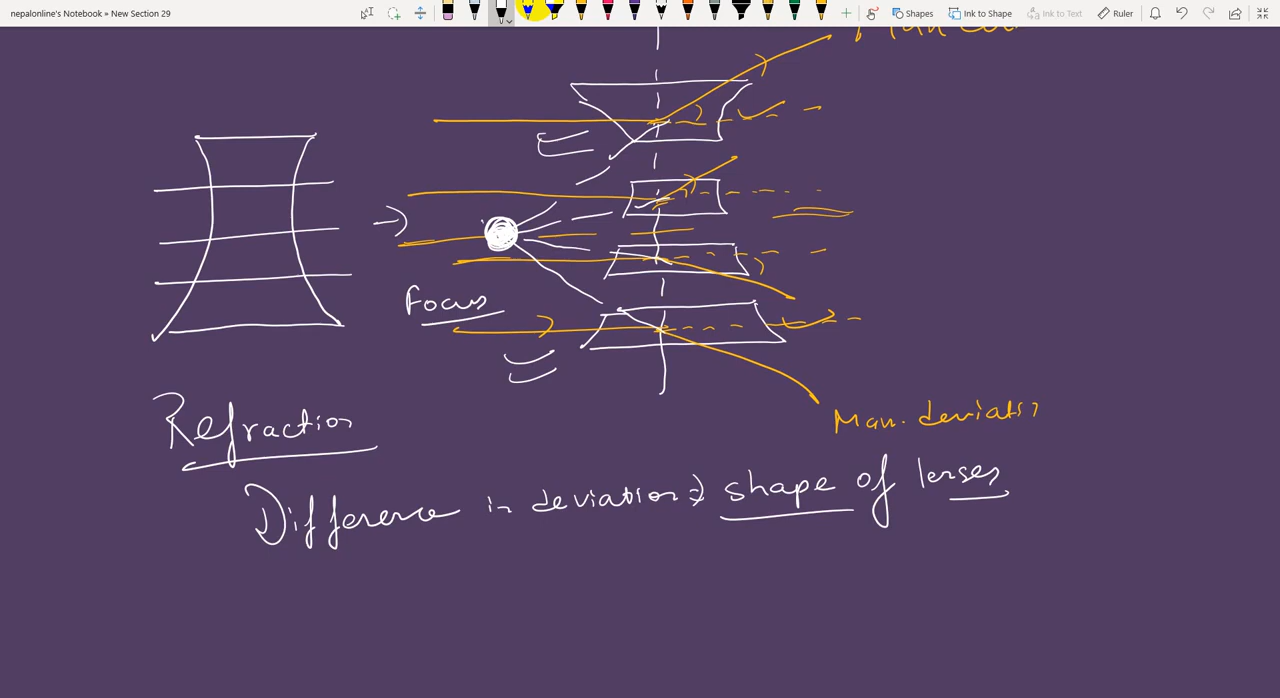 nepalonline's Notebook » New Section 29
Shapes Ink to Shape Ink to Text Ruler
Focus
Max. deviatn
Refraction
Difference in deviation ⇒ shape of lenses